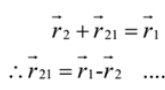 r⃗₂ + r⃗₂₁ = r⃗₁
∴ r⃗₂₁ = r⃗₁-r⃗₂ ....